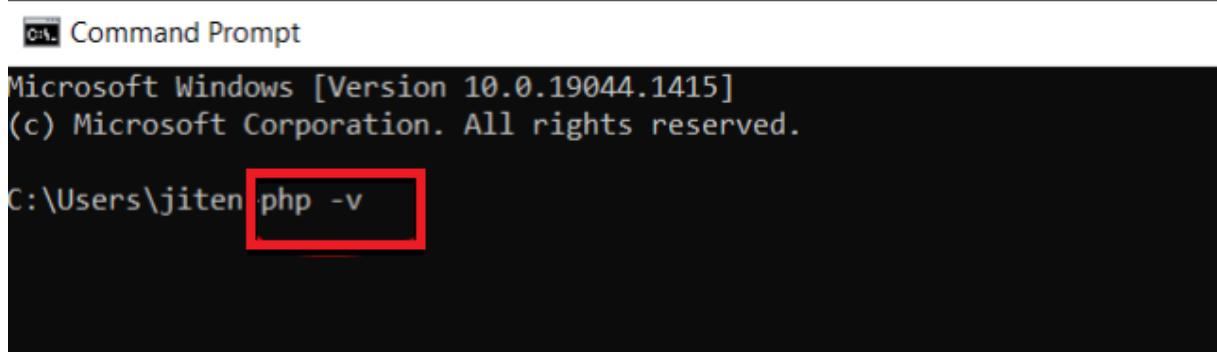 Command Prompt
Microsoft Windows [Version 10.0.19044.1415]
(c) Microsoft Corporation. All rights reserved.
C:\Users\jiten php -v